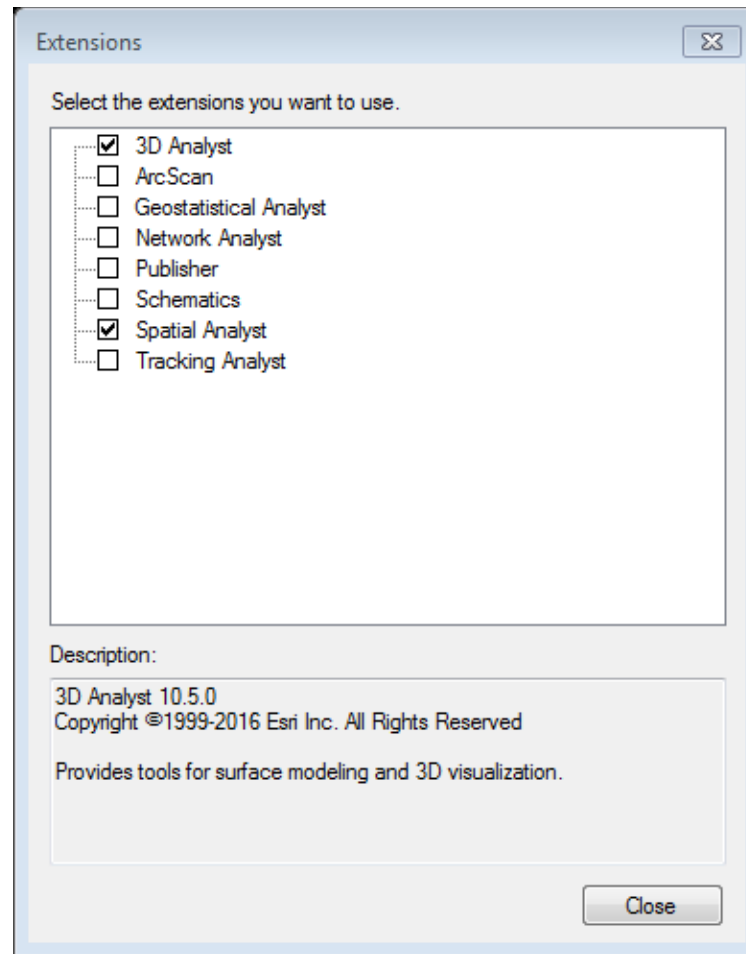 Extensions
Select the extensions you want to use.
3D Analyst
ArcScan
Geostatistical Analyst
Network Analyst
Publisher
Schematics
Spatial Analyst
Tracking Analyst
Description:
3D Analyst 10.5.0
Copyright ©1999-2016 Esri Inc. All Rights Reserved
Provides tools for surface modeling and 3D visualization.
Close